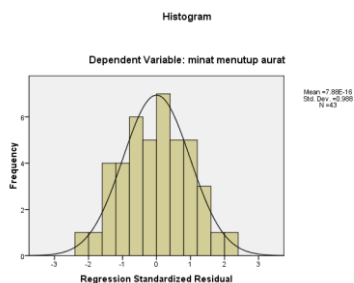 Histogram
Dependent Variable: minat menutup aurat
Mean =7.88E-16
Std. Dev. =0.988
N =43
Frequency
6
4
2
0
-3 -2 -1 0 1 2 3
Regression Standardized Residual